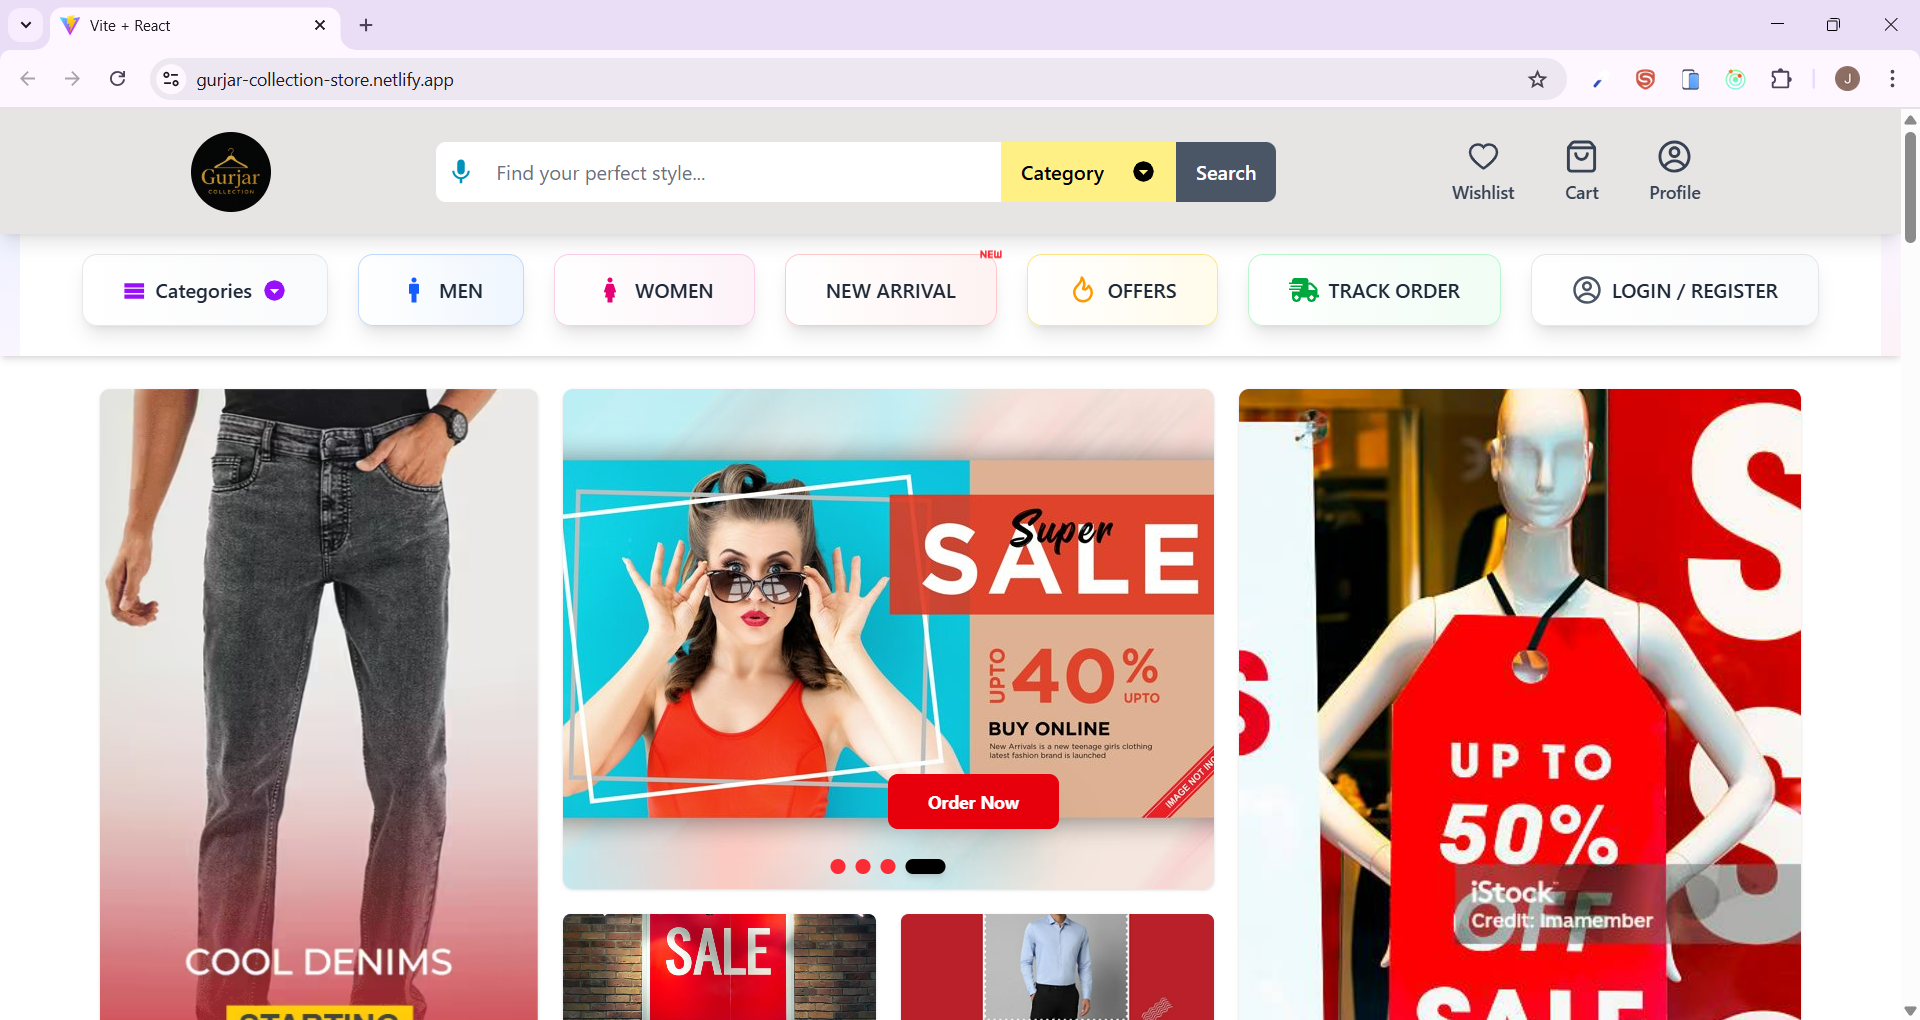 Vite + React
gurjar-collection-store.netlify.app
J
Gurjar
COLLECTION
Find your perfect style...
Category
Search
Wishlist
Cart
Profile
Categories
MEN
WOMEN
NEW ARRIVAL
NEW
OFFERS
TRACK ORDER
LOGIN / REGISTER
COOL DENIMS
STARTING
Super
SALE
UPTO
40%
UPTO
BUY ONLINE
New Arrivals is a new teenage girls clothing
latest fashion brand is launched
IMAGE NOT INC
Order Now
SALE
S
S
S
UP TO
50%
OFF
SALE
iStock
Credit: imamember